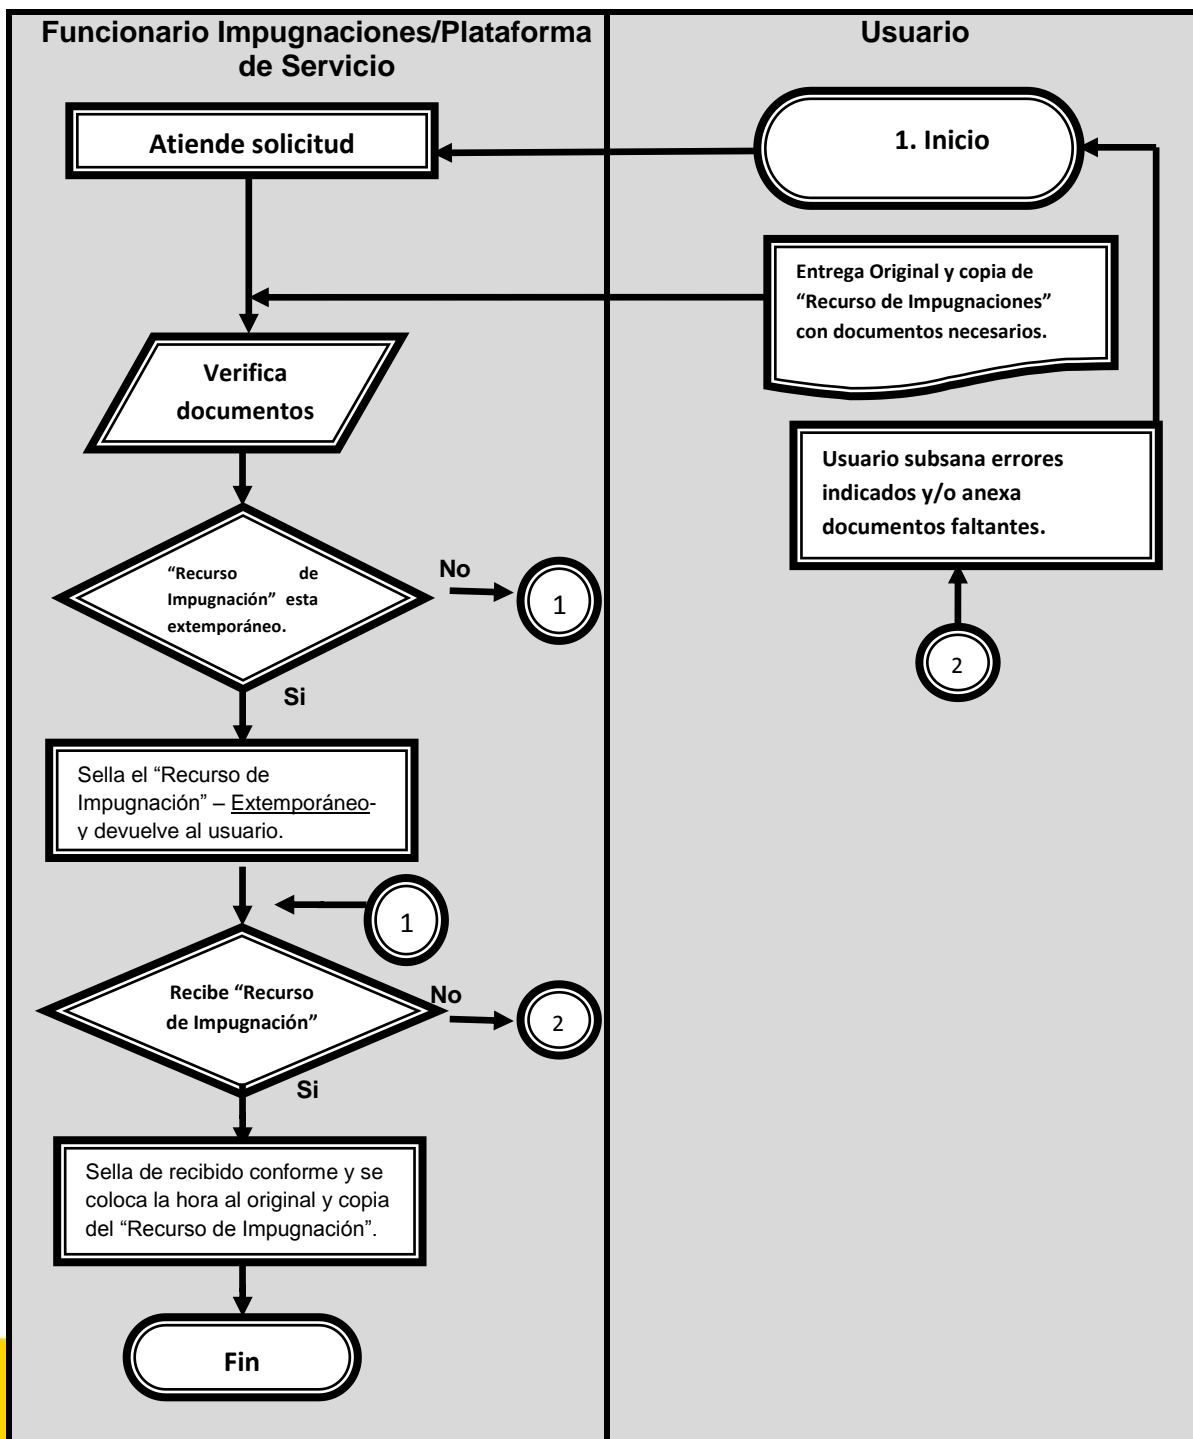 Funcionario Impugnaciones/Plataforma
de Servicio
Usuario
Atiende solicitud
1. Inicio
Entrega Original y copia de
“Recurso de Impugnaciones”
con documentos necesarios.
Verifica
documentos
Usuario subsana errores
indicados y/o anexa
documentos faltantes.
“Recurso de
Impugnación” esta
extemporáneo.
No
1
2
Si
Sella el “Recurso de
Impugnación” – Extemporáneo-
y devuelve al usuario.
1
Recibe “Recurso
de Impugnación”
No
2
Si
Sella de recibido conforme y se
coloca la hora al original y copia
del “Recurso de Impugnación”.
Fin